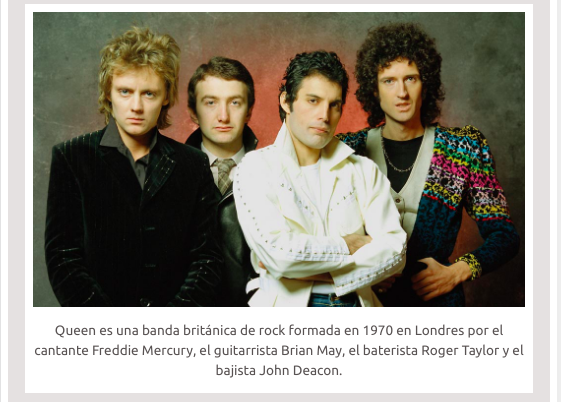 Queen es una banda británica de rock formada en 1970 en Londres por el
cantante Freddie Mercury, el guitarrista Brian May, el baterista Roger Taylor y el
bajista John Deacon.